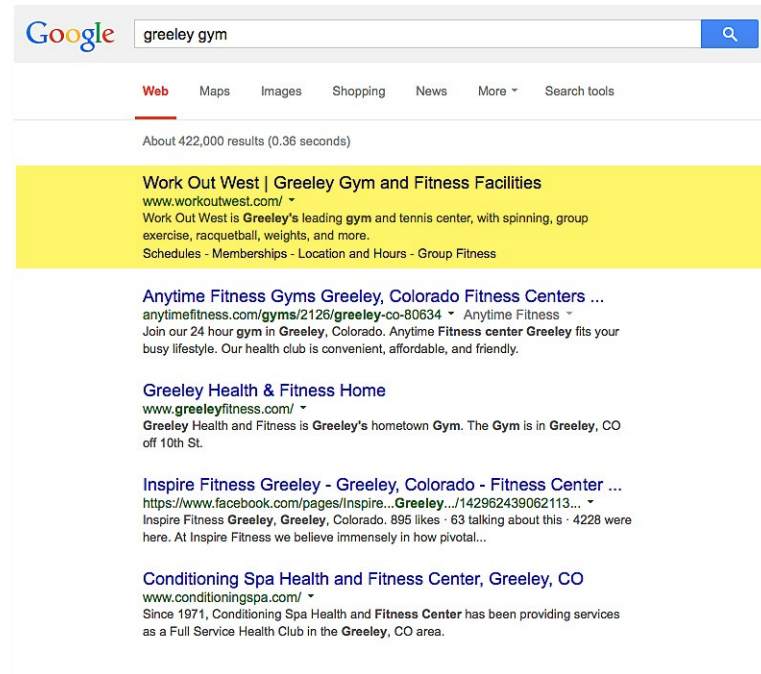 Google
greeley gym
Web Maps Images Shopping News More Search tools
About 422,000 results (0.36 seconds)
Work Out West | Greeley Gym and Fitness Facilities
www.workoutwest.com/
Work Out West is Greeley's leading gym and tennis center, with spinning, group
exercise, racquetball, weights, and more.
Schedules - Memberships - Location and Hours - Group Fitness
Anytime Fitness Gyms Greeley, Colorado Fitness Centers ...
anytimefitness.com/gyms/2126/greeley-co-80634 Anytime Fitness
Join our 24 hour gym in Greeley, Colorado. Anytime Fitness center Greeley fits your
busy lifestyle. Our health club is convenient, affordable, and friendly.
Greeley Health & Fitness Home
www.greeleyfitness.com/
Greeley Health and Fitness is Greeley's hometown Gym. The Gym is in Greeley, CO
off 10th St.
Inspire Fitness Greeley - Greeley, Colorado - Fitness Center ...
https://www.facebook.com/pages/Inspire...Greeley.../142962439062113...
Inspire Fitness Greeley, Greeley, Colorado. 895 likes · 63 talking about this · 4228 were
here. At Inspire Fitness we believe immensely in how pivotal...
Conditioning Spa Health and Fitness Center, Greeley, CO
www.conditioningspa.com/
Since 1971, Conditioning Spa Health and Fitness Center has been providing services
as a Full Service Health Club in the Greeley, CO area.